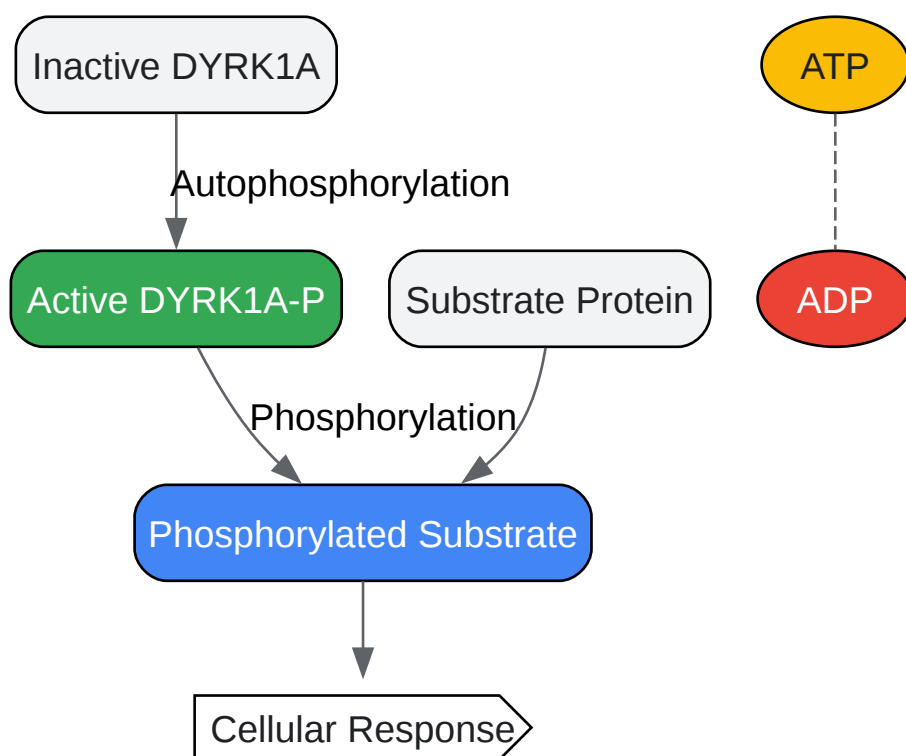 Inactive DYRK1A
ATP
Autophosphorylation
Active DYRK1A-P
Substrate Protein
ADP
Phosphorylation
Phosphorylated Substrate
Cellular Response